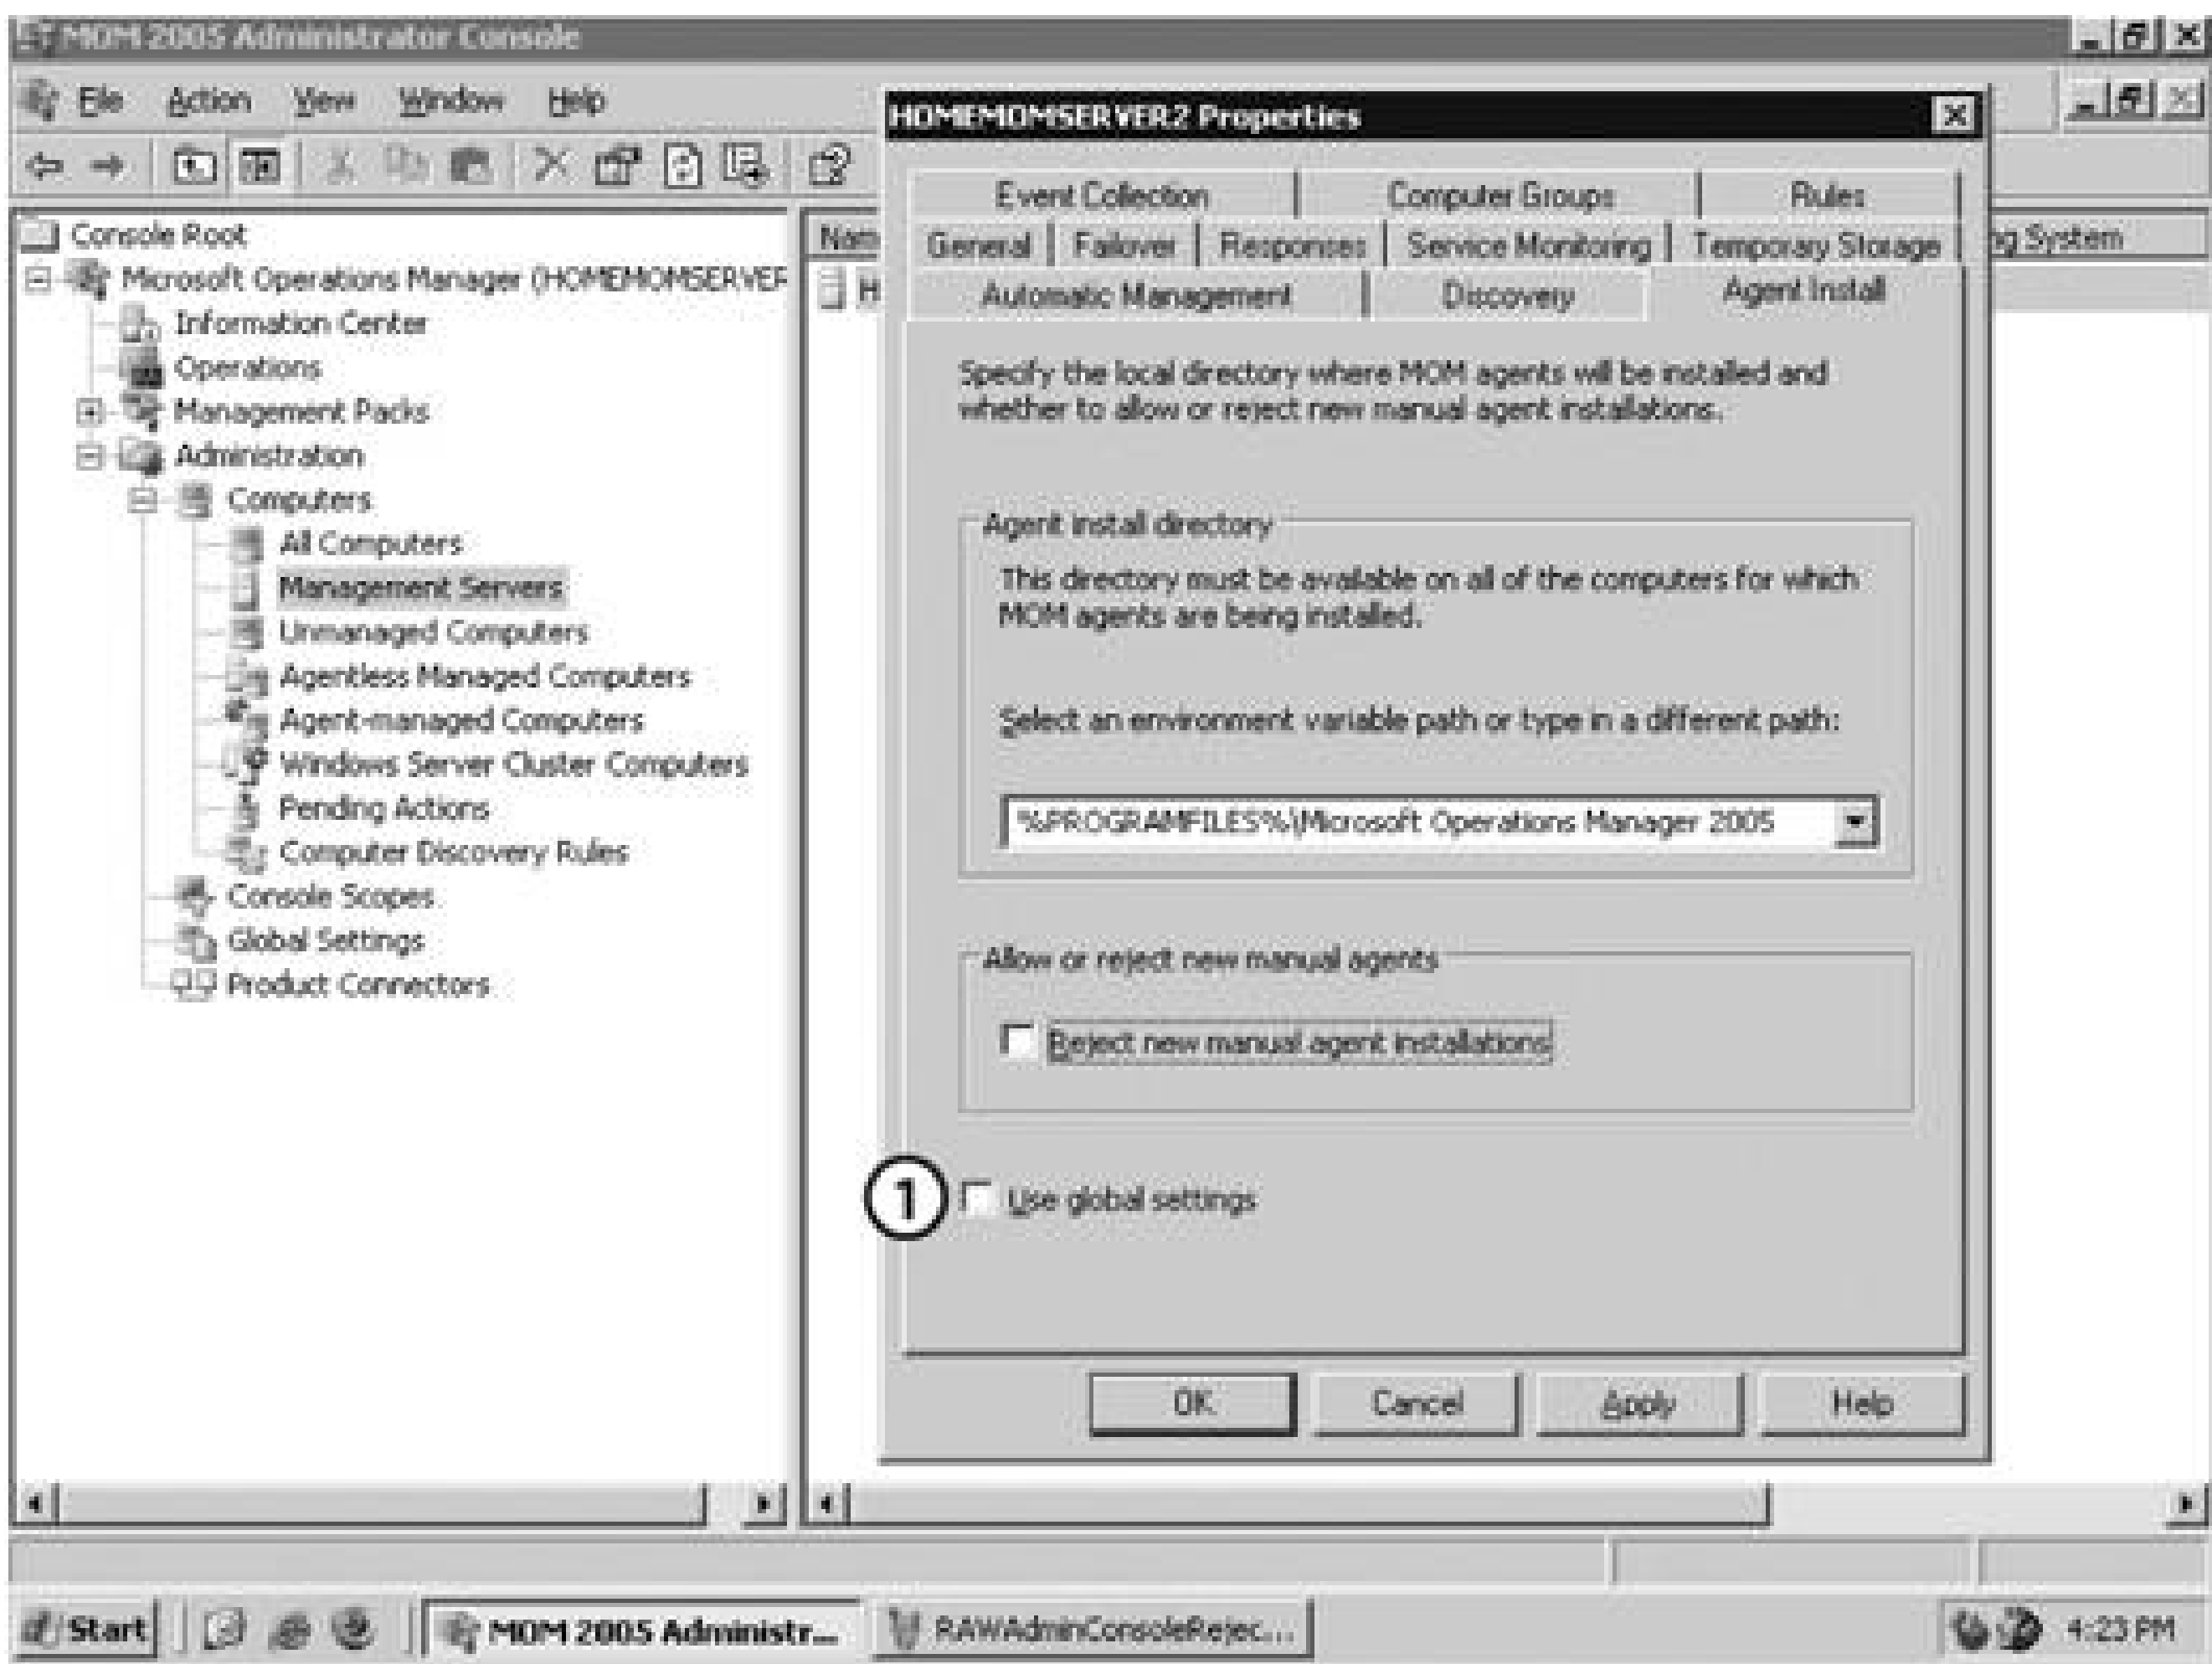 MOM 2005 Administrator Console
File Action View Window Help
Console Root
Microsoft Operations Manager (HOMEMOMSERVER
Information Center
Operations
Management Packs
Administration
Computers
All Computers
Management Servers
Unmanaged Computers
Agentless Managed Computers
Agent-managed Computers
Windows Server Cluster Computers
Pending Actions
Computer Discovery Rules
Console Scopes
Global Settings
Product Connectors
Nam
H
ng System
HOMEMOMSERVER2 Properties
Event Collection Computer Groups Rules
General Failover Responses Service Monitoring Temporary Storage
Automatic Management Discovery Agent Install
Specify the local directory where MOM agents will be installed and
whether to allow or reject new manual agent installations.
Agent install directory
This directory must be available on all of the computers for which
MOM agents are being installed.
Select an environment variable path or type in a different path:
%PROGRAMFILES%\Microsoft Operations Manager 2005
Allow or reject new manual agents
Reject new manual agent installations
1 Use global settings
OK Cancel Apply Help
Start MOM 2005 Administr... RAWAdminConsoleRejec... 4:23 PM